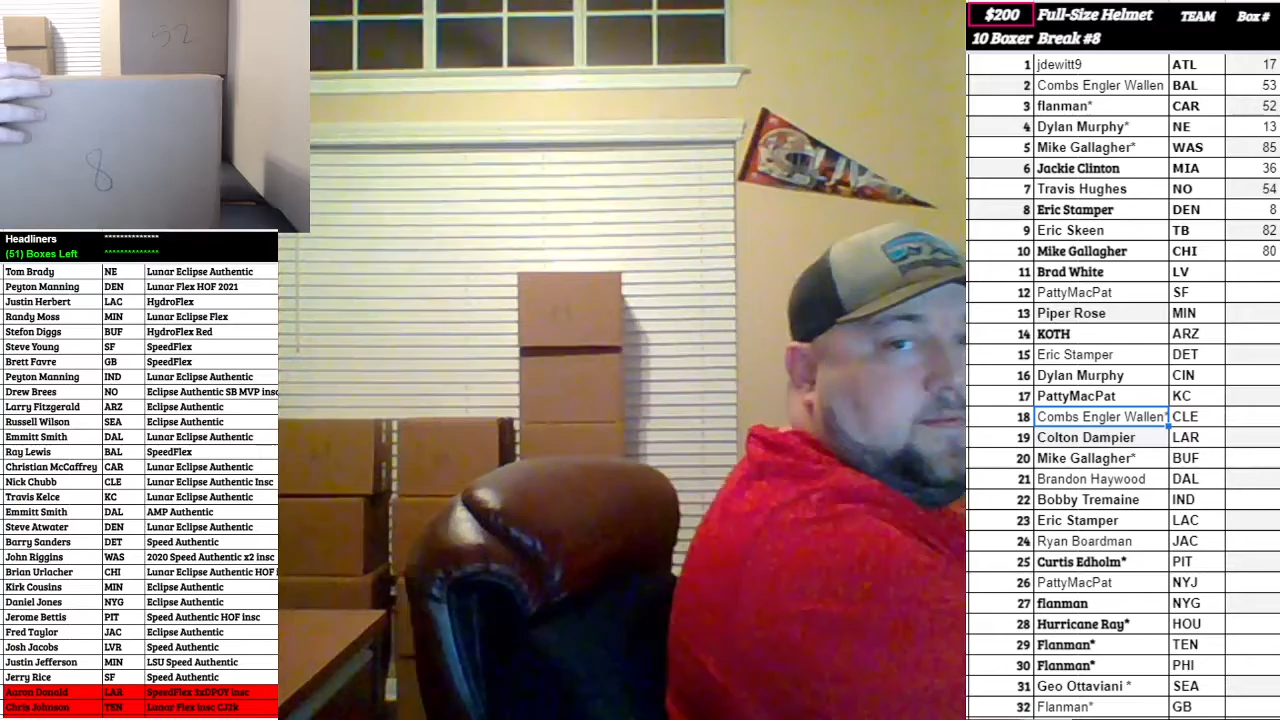 52
8
Headliners **************
(51) Boxes Left **************
Tom Brady NE Lunar Eclipse Authentic
Peyton Manning DEN Lunar Flex HOF 2021
Justin Herbert LAC HydroFlex
Randy Moss MIN Lunar Eclipse Flex
Stefon Diggs BUF HydroFlex Red
Steve Young SF SpeedFlex
Brett Favre GB SpeedFlex
Peyton Manning IND Lunar Eclipse Authentic
Drew Brees NO Eclipse Authentic SB MVP insc
Larry Fitzgerald ARZ Eclipse Authentic
Russell Wilson SEA Eclipse Authentic
Emmitt Smith DAL Lunar Eclipse Authentic
Ray Lewis BAL SpeedFlex
Christian McCaffrey CAR Lunar Eclipse Authentic
Nick Chubb CLE Lunar Eclipse Authentic Insc
Travis Kelce KC Lunar Eclipse Authentic
Emmitt Smith DAL AMP Authentic
Steve Atwater DEN Lunar Eclipse Authentic
Barry Sanders DET Speed Authentic
John Riggins WAS 2020 Speed Authentic x2 insc
Brian Urlacher CHI Lunar Eclipse Authentic HOF i
Kirk Cousins MIN Eclipse Authentic
Daniel Jones NYG Eclipse Authentic
Jerome Bettis PIT Speed Authentic HOF insc
Fred Taylor JAC Eclipse Authentic
Josh Jacobs LVR Speed Authentic
Justin Jefferson MIN LSU Speed Authentic
Jerry Rice SF Speed Authentic
Aaron Donald LAR SpeedFlex 3xDPOY insc
Chris Johnson TEN Lunar Flex insc CJ2k
$200 Full-Size Helmet TEAM Box #
10 Boxer Break #8
1 jdewitt9 ATL 17
2 Combs Engler Wallen BAL 53
3 flanman* CAR 52
4 Dylan Murphy* NE 13
5 Mike Gallagher* WAS 85
6 Jackie Clinton MIA 36
7 Travis Hughes NO 54
8 Eric Stamper DEN 8
9 Eric Skeen TB 82
10 Mike Gallagher CHI 80
11 Brad White LV
12 PattyMacPat SF
13 Piper Rose MIN
14 KOTH ARZ
15 Eric Stamper DET
16 Dylan Murphy CIN
17 PattyMacPat KC
18 Combs Engler Wallen* CLE
19 Colton Dampier LAR
20 Mike Gallagher* BUF
21 Brandon Haywood DAL
22 Bobby Tremaine IND
23 Eric Stamper LAC
24 Ryan Boardman JAC
25 Curtis Edholm* PIT
26 PattyMacPat NYJ
27 flanman NYG
28 Hurricane Ray* HOU
29 Flanman* TEN
30 Flanman* PHI
31 Geo Ottaviani * SEA
32 Flanman* GB